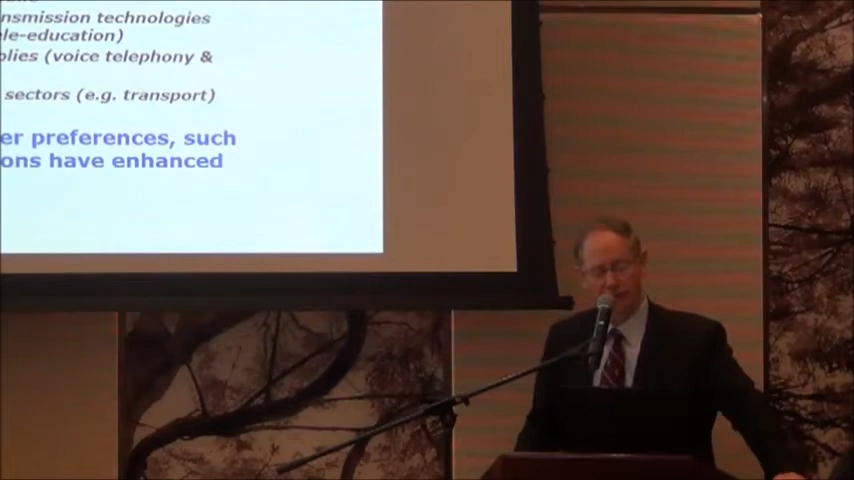 nsmission technologies
le-education)
olies (voice telephony &
sectors (e.g. transport)
er preferences, such
ons have enhanced